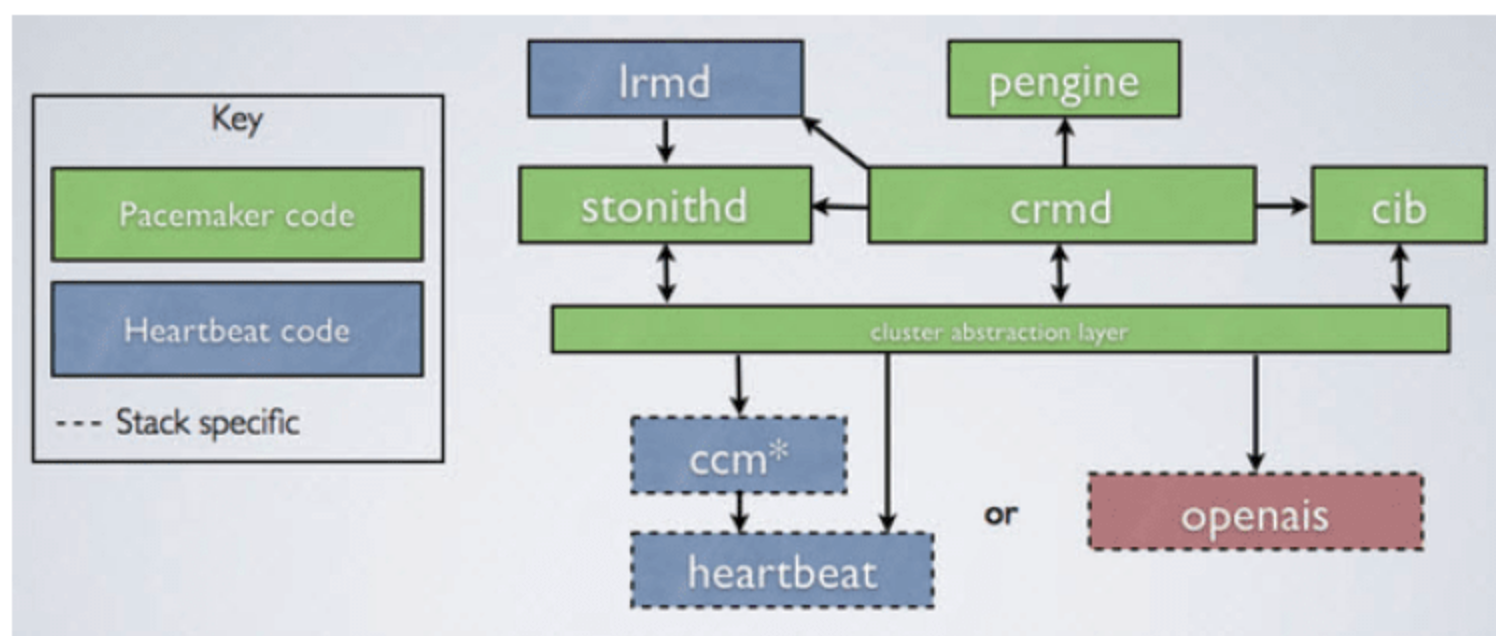 Key
Pacemaker code
Heartbeat code
--- Stack specific
lrmd
pengine
stonithd
crmd
cib
cluster abstraction layer
ccm*
or
openais
heartbeat